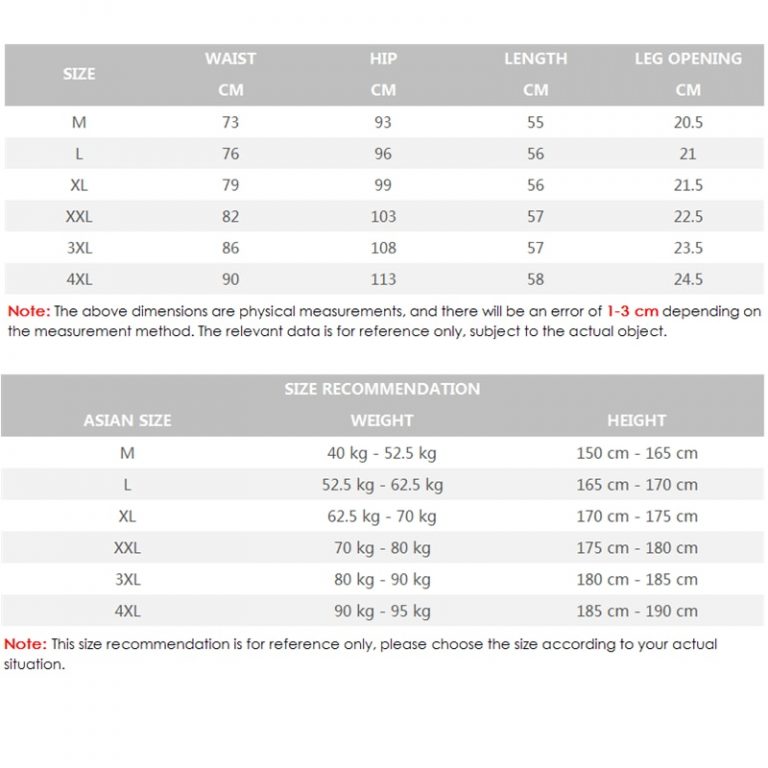 SIZE WAIST HIP LENGTH LEG OPENING
CM CM CM CM
M 73 93 55 20.5
L 76 96 56 21
XL 79 99 56 21.5
XXL 82 103 57 22.5
3XL 86 108 57 23.5
4XL 90 113 58 24.5
Note: The above dimensions are physical measurements, and there will be an error of 1-3 cm depending on
the measurement method. The relevant data is for reference only, subject to the actual object.
SIZE RECOMMENDATION
ASIAN SIZE WEIGHT HEIGHT
M 40 kg - 52.5 kg 150 cm - 165 cm
L 52.5 kg - 62.5 kg 165 cm - 170 cm
XL 62.5 kg - 70 kg 170 cm - 175 cm
XXL 70 kg - 80 kg 175 cm - 180 cm
3XL 80 kg - 90 kg 180 cm - 185 cm
4XL 90 kg - 95 kg 185 cm - 190 cm
Note: This size recommendation is for reference only, please choose the size according to your actual
situation.